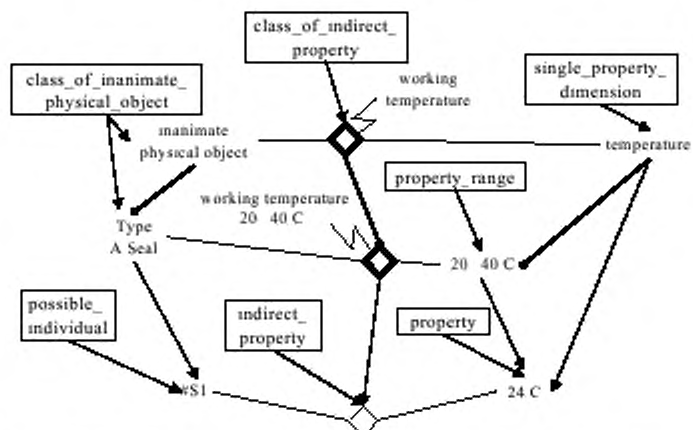 class_of_indirect_
property
class_of_inanimate_
physical_object
working
temperature
single_property_
dimension
inanimate
physical object
temperature
property_range
working temperature
20 40 C
Type
A Seal
20 40 C
possible_
individual
indirect_
property
property
#S1
24 C